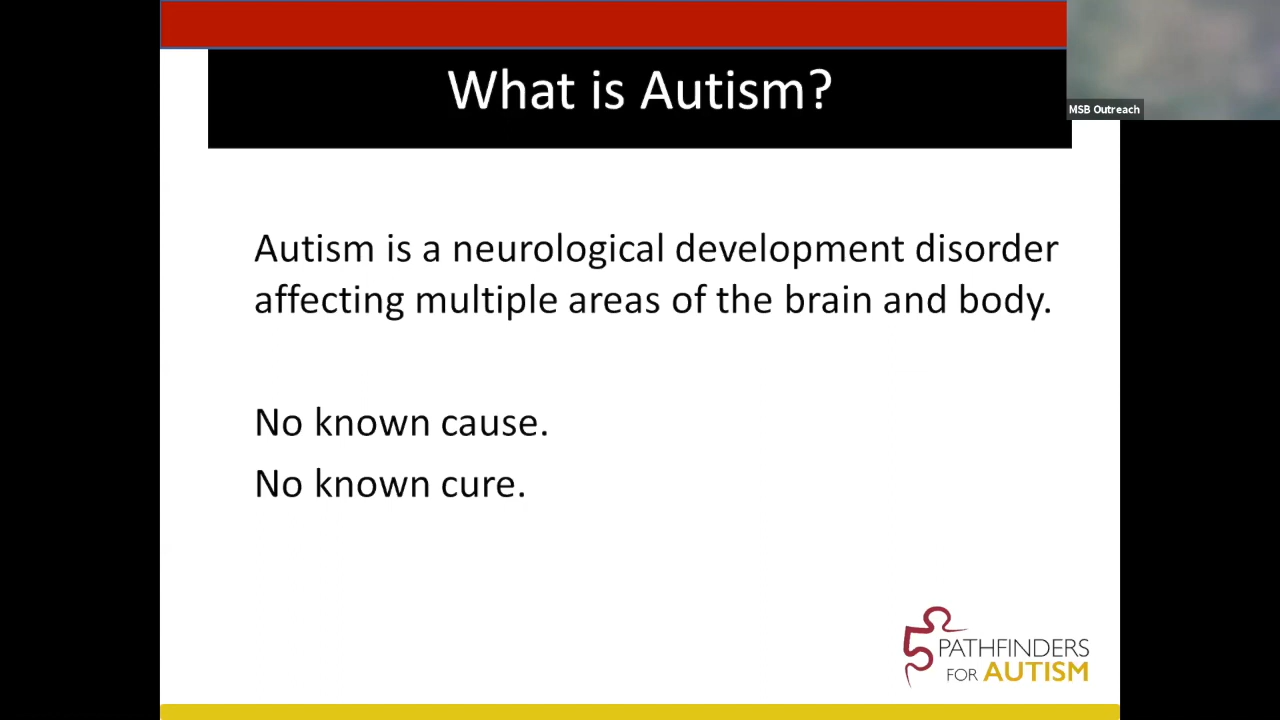 What is Autism?
MSB Outreach
Autism is a neurological development disorder
affecting multiple areas of the brain and body.
No known cause.
No known cure.
PATHFINDERS
FOR AUTISM